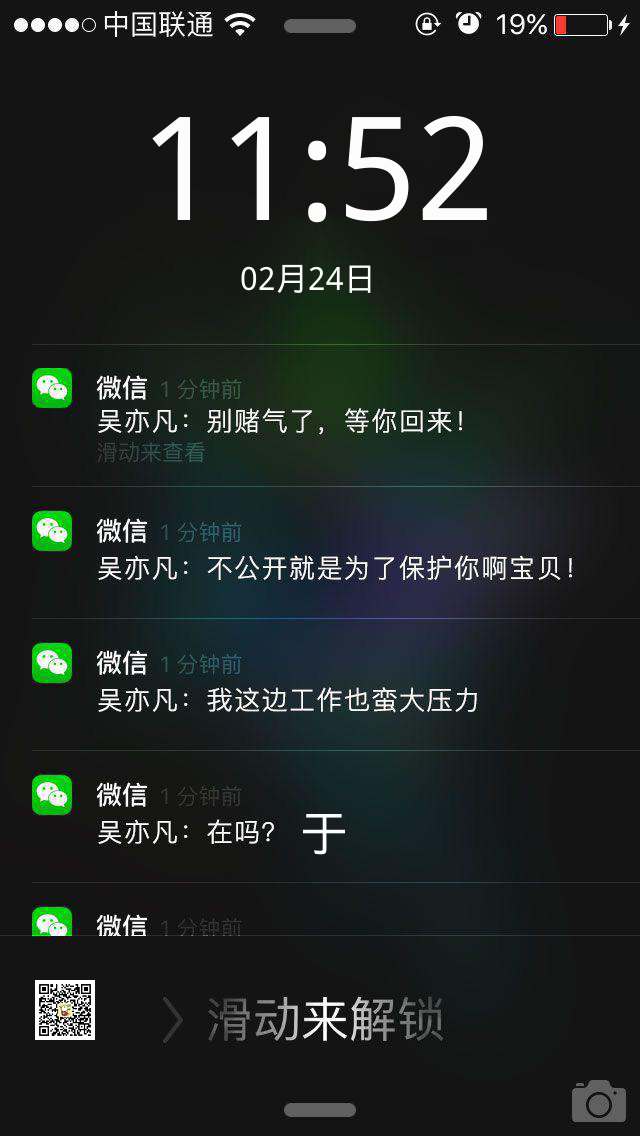 中国联通 19%
11:52
02月24日
微信 1分钟前
吴亦凡：别赌气了，等你回来！
滑动来查看
微信 1分钟前
吴亦凡：不公开就是为了保护你啊宝贝！
微信 1分钟前
吴亦凡：我这边工作也蛮大压力
微信 1分钟前
吴亦凡：在吗？ 于
微信 1分钟前
滑动来解锁